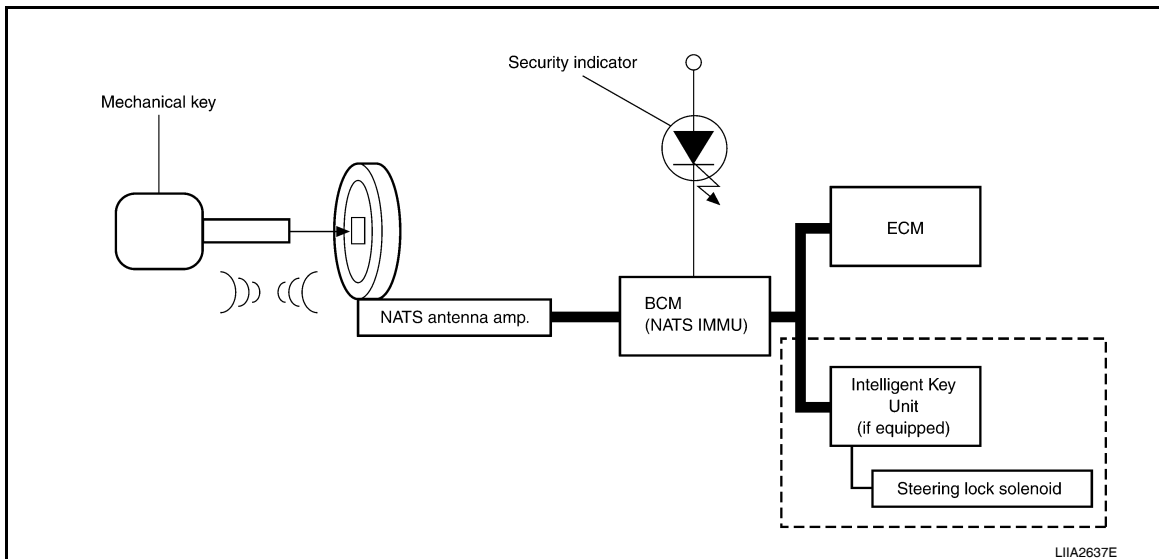 Security indicator
Mechanical key
ECM
NATS antenna amp.
BCM
(NATS IMMU)
Intelligent Key
Unit
(if equipped)
Steering lock solenoid
LIIA2637E